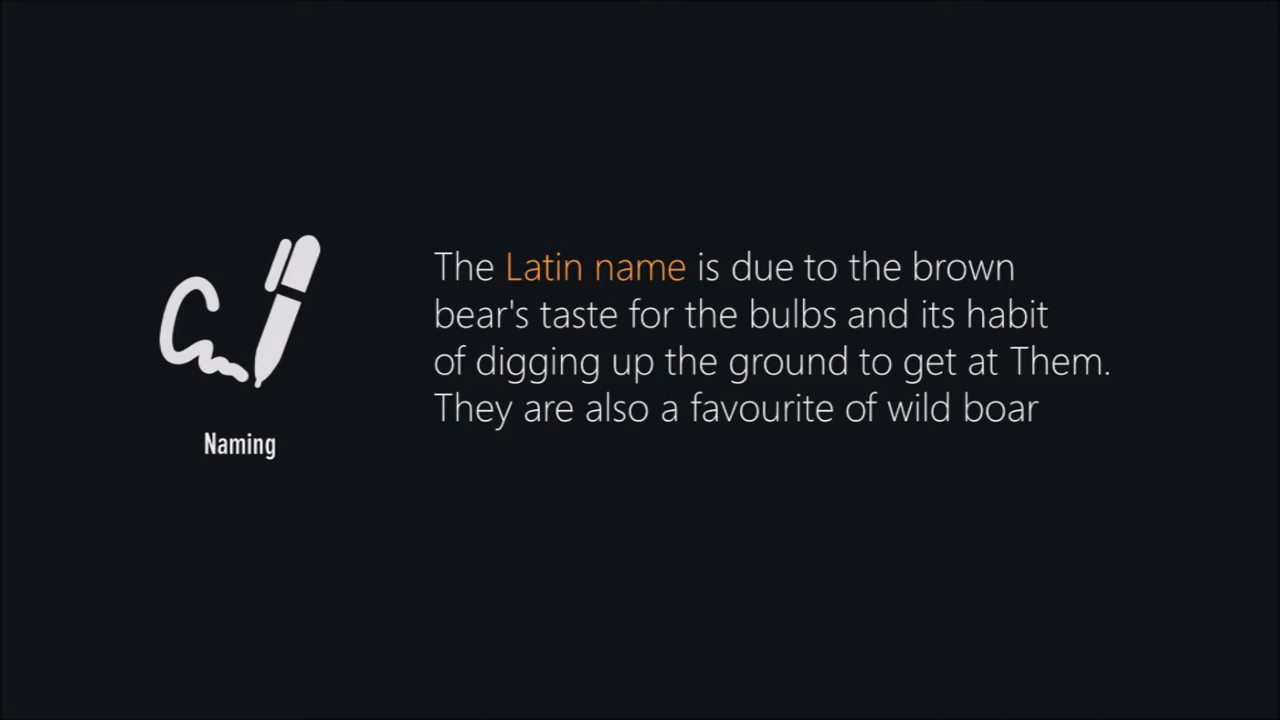 The Latin name is due to the brown
bear's taste for the bulbs and its habit
of digging up the ground to get at Them.
They are also a favourite of wild boar
Naming